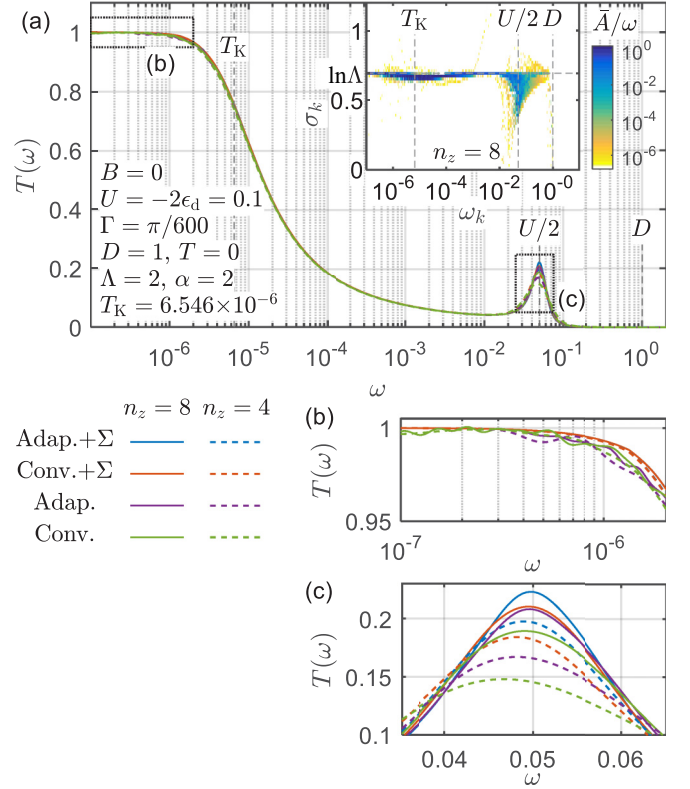 (a)
T(ω)
1
0.8
0.6
0.4
0.2
0
(b)
T_K
B = 0
U = −2ϵ_d = 0.1
Γ = π/600
D = 1, T = 0
Λ = 2, α = 2
T_K = 6.546×10^−6
10^−6 10^−5 10^−4 10^−3 10^−2 10^−1 10^0
ω
U/2 D
(c)
T_K U/2 D
σ_k
lnΛ
0.5
0
n_z = 8
10^−6 10^−4 10^−2 10^0
ω_k
A̅/ω
10^0
10^−2
10^−4
10^−6
n_z = 8 n_z = 4
Adap.+Σ
Conv.+Σ
Adap.
Conv.
(b)
T(ω)
1
0.95
10^-7 10^-6
ω
(c)
T(ω)
0.2
0.15
0.1
0.04 0.05 0.06
ω